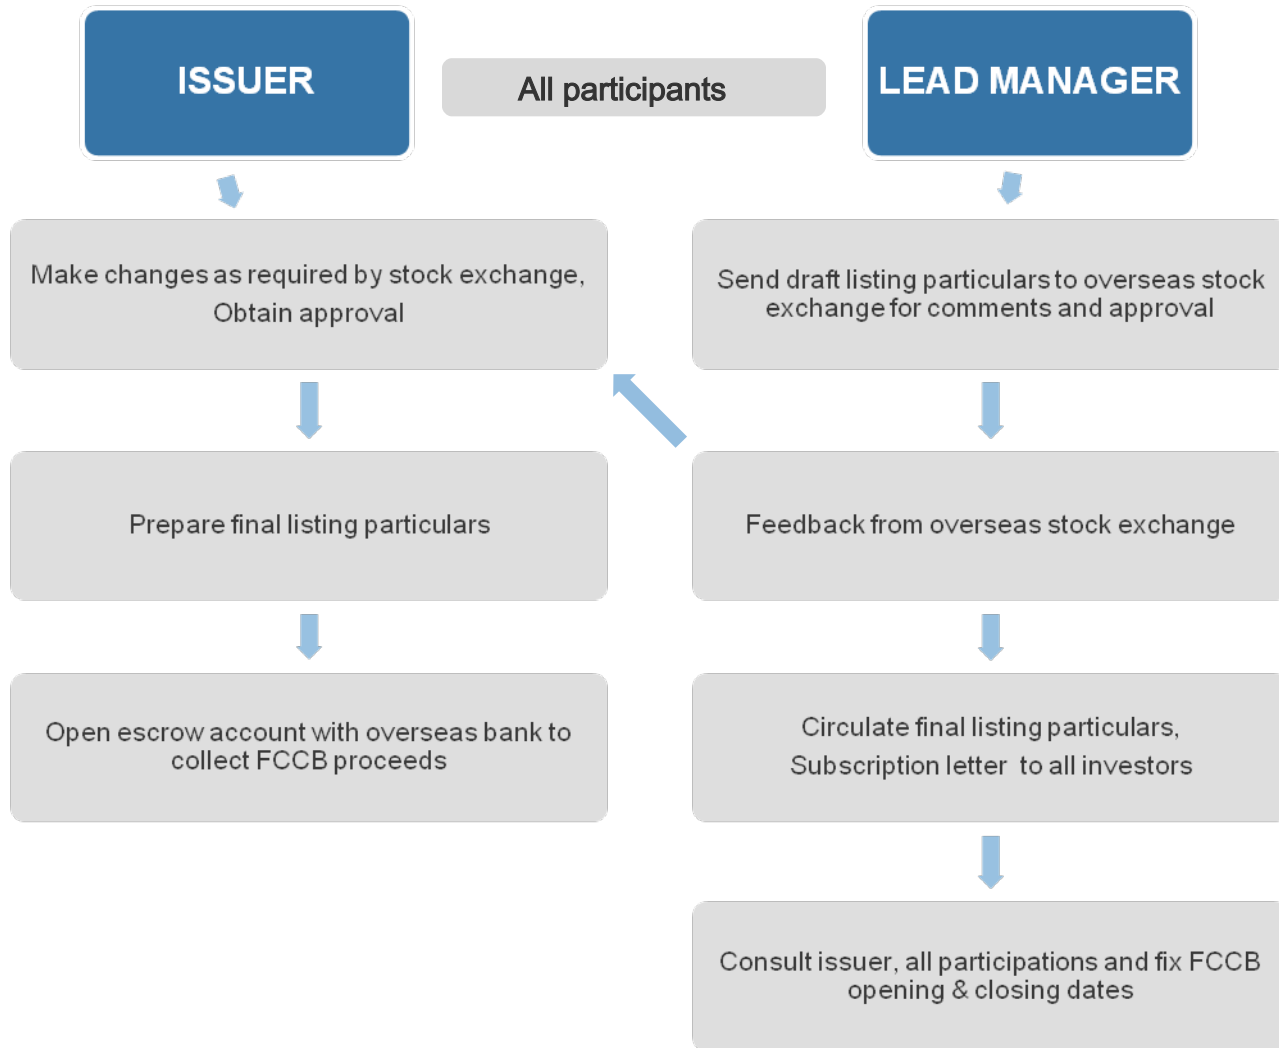 ISSUER
All participants
LEAD MANAGER
Make changes as required by stock exchange,
Obtain approval
Send draft listing particulars to overseas stock
exchange for comments and approval
Prepare final listing particulars
Feedback from overseas stock exchange
Open escrow account with overseas bank to
collect FCCB proceeds
Circulate final listing particulars,
Subscription letter to all investors
Consult issuer, all participations and fix FCCB
opening & closing dates